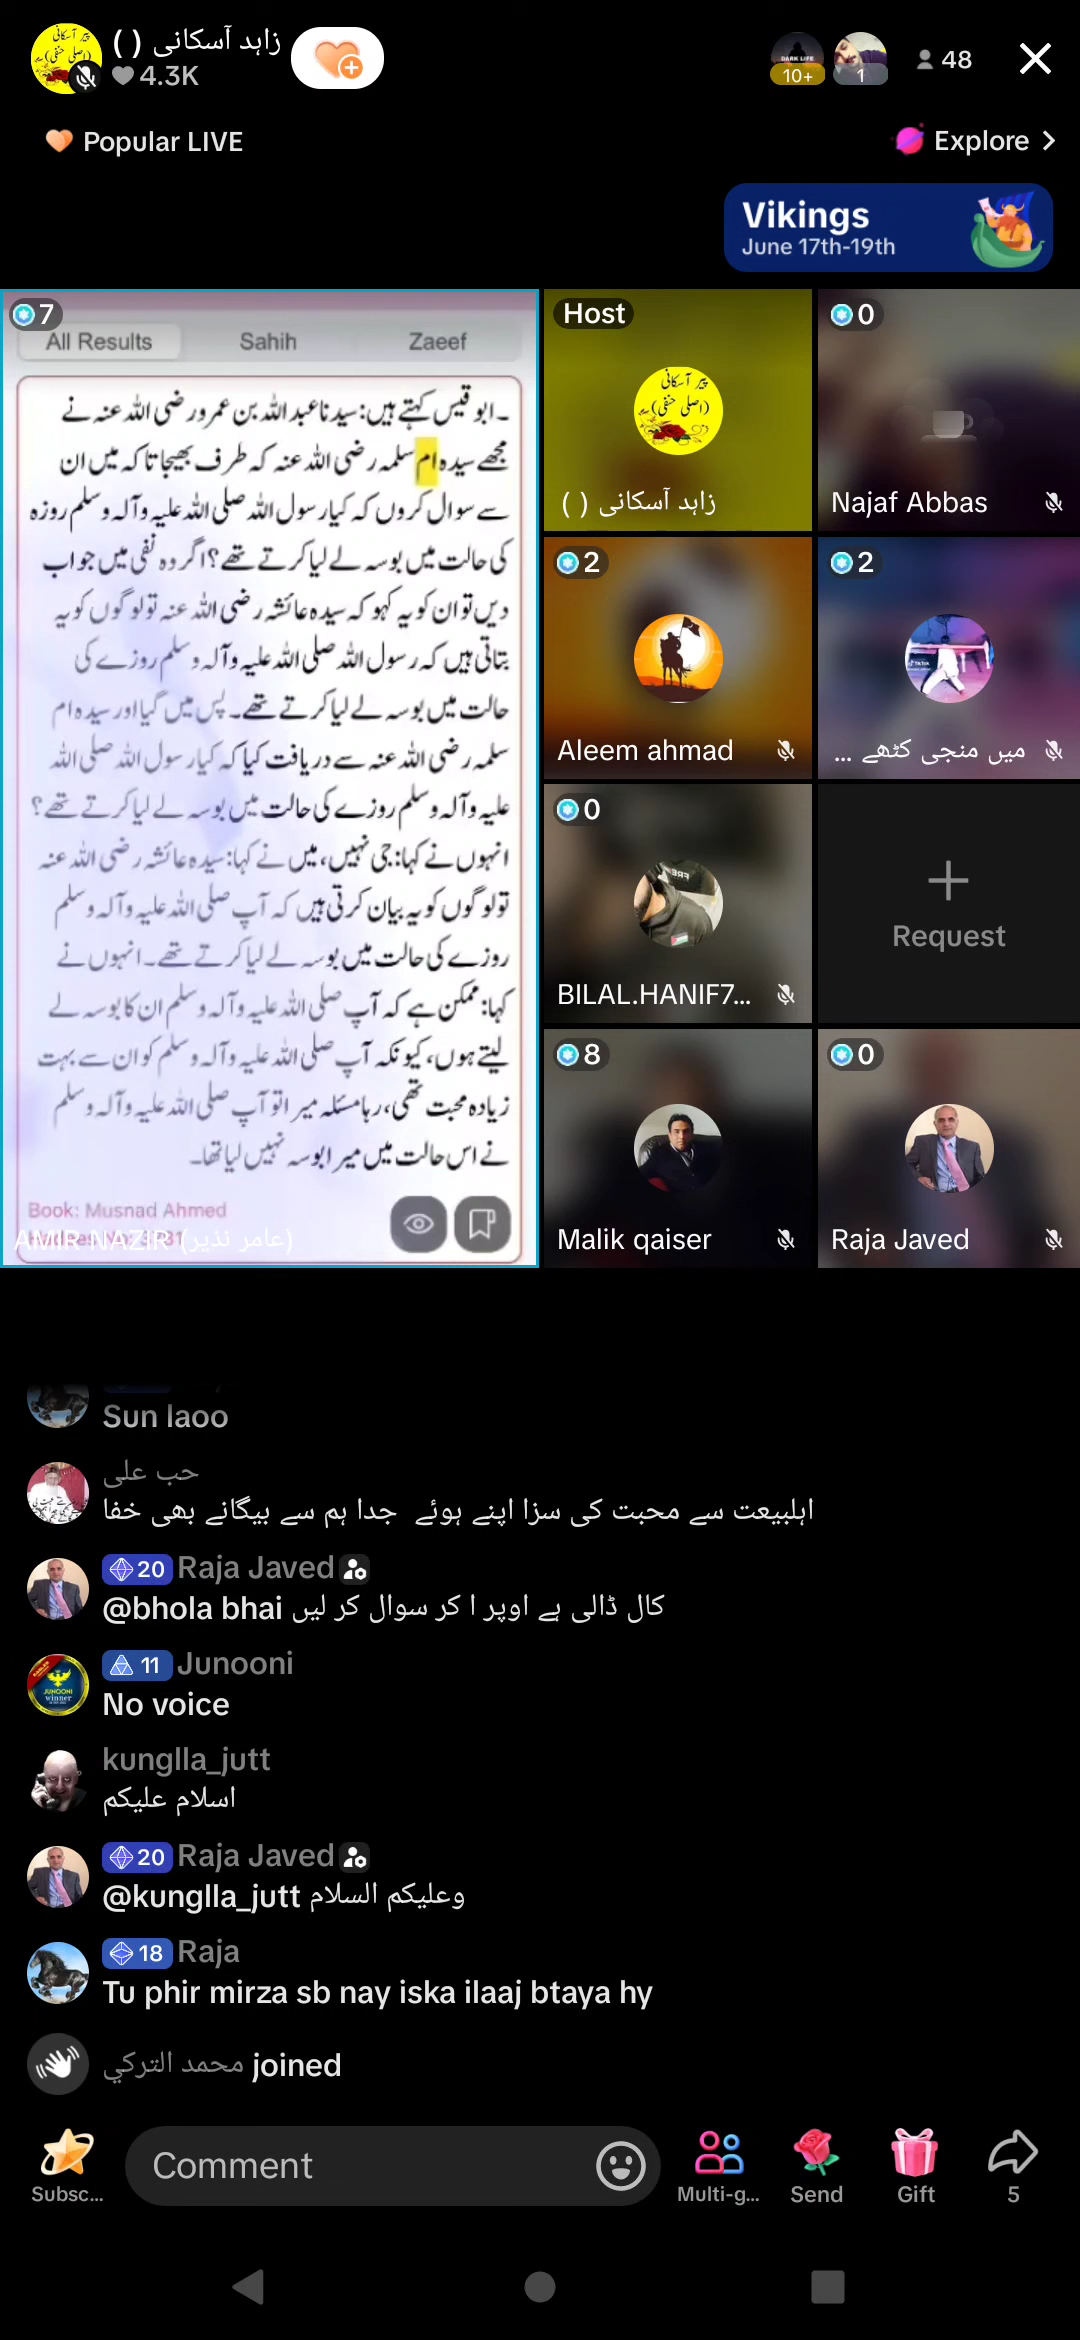 زاہد آسکانی ( )
4.3K
10+
1
48
Popular LIVE
Explore
Vikings
June 17th-19th
7
All Results
Sahih
Zaeef
۔ ابو قیس کہتے ہیں: سیدنا عبد اللہ بن عمرو رضی اللہ عنہ نے
مجھے سیدہ ام سلمہ رضی اللہ عنہ کہ طرف بھیجا تاکہ میں ان
سے سوال کروں کہ کیا رسول اللہ صلی اللہ علیہ وآلہ وسلم روزہ
کی حالت میں بوسہ لے لیا کرتے تھے؟ اگر وہ نفی میں جواب
دیں تو ان کو یہ کہو کہ سیدہ عائشہ رضی اللہ عنہ تو لوگوں کو یہ
بتاتی ہیں کہ رسول اللہ صلی اللہ علیہ وآلہ وسلم روزے کی
حالت میں بوسہ لے لیا کرتے تھے۔ پس میں گیا اور سیدہ ام
سلمہ رضی اللہ عنہ سے دریافت کیا کہ کیا رسول اللہ صلی اللہ
علیہ وآلہ وسلم روزے کی حالت میں بوسہ لے لیا کرتے تھے؟
انہوں نے کہا: جی نہیں، میں نے کہا: سیدہ عائشہ رضی اللہ عنہ
تو لوگوں کو یہ بیان کرتی ہیں کہ آپ صلی اللہ علیہ وآلہ وسلم
روزے کی حالت میں بوسہ لے لیا کرتے تھے۔ انہوں نے
کہا: ممکن ہے کہ آپ صلی اللہ علیہ وآلہ وسلم ان کا بوسہ لے
لیتے ہوں، کیونکہ آپ صلی اللہ علیہ وآلہ وسلم کو ان سے بہت
زیادہ محبت تھی، رہا مسئلہ میرا تو آپ صلی اللہ علیہ وآلہ وسلم
نے اس حالت میں میرا بوسہ نہیں لیا تھا۔
Book: Musnad Ahmed
AMIR NAZIR (عامر نذیر)
Host
پیر آسکانی
(اصلی حنفی)
زاہد آسکانی ( )
0
Najaf Abbas
2
Aleem ahmad
2
میں منجی کٹھے ...
0
BILAL.HANIF7...
Request
8
Malik qaiser
0
Raja Javed
Sun laoo
حب علی
اہلبیعت سے محبت کی سزا اپنے ہوئے جدا ہم سے بیگانے بھی خفا
20 Raja Javed
@bhola bhai کال ڈالی ہے اوپر ا کر سوال کر لیں
11 Junooni
No voice
kunglla_jutt
اسلام علیکم
20 Raja Javed
@kunglla_jutt وعلیکم السلام
18 Raja
Tu phir mirza sb nay iska ilaaj btaya hy
محمد التركي joined
Subsc...
Comment
Multi-g...
Send
Gift
5